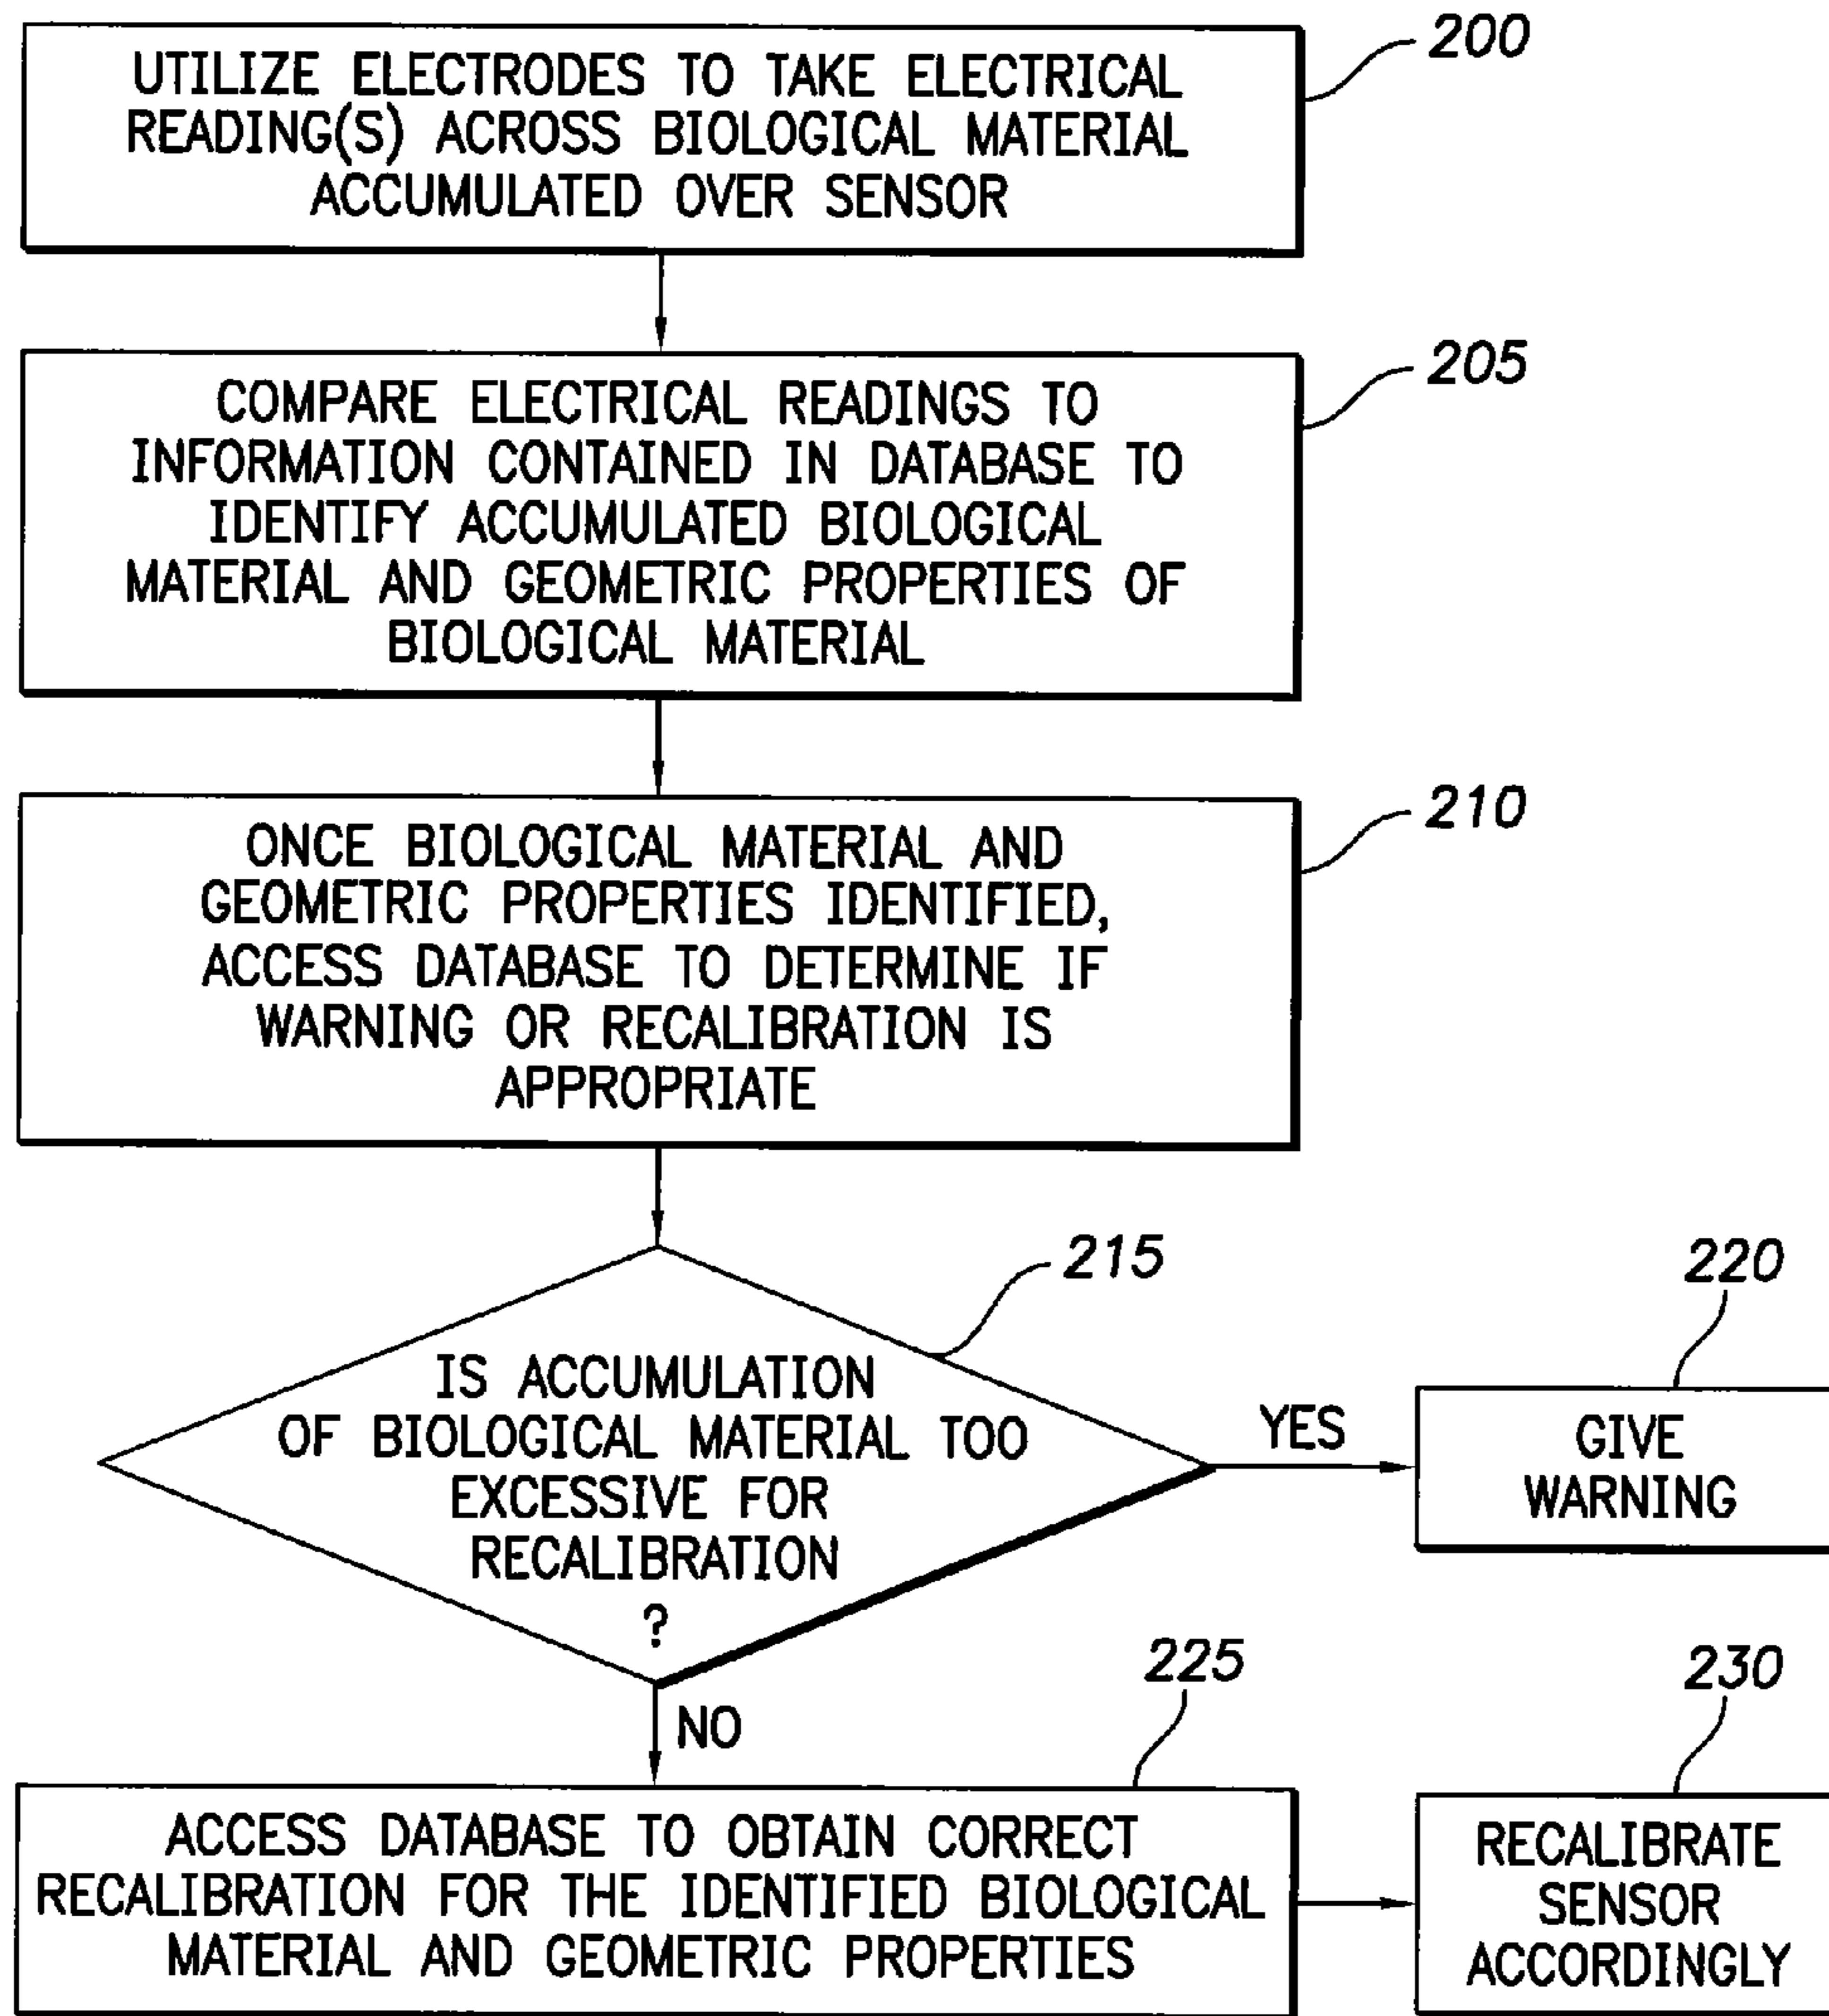 200
UTILIZE ELECTRODES TO TAKE ELECTRICAL
READING(S) ACROSS BIOLOGICAL MATERIAL
ACCUMULATED OVER SENSOR
205
COMPARE ELECTRICAL READINGS TO
INFORMATION CONTAINED IN DATABASE TO
IDENTIFY ACCUMULATED BIOLOGICAL
MATERIAL AND GEOMETRIC PROPERTIES OF
BIOLOGICAL MATERIAL
210
ONCE BIOLOGICAL MATERIAL AND
GEOMETRIC PROPERTIES IDENTIFIED,
ACCESS DATABASE TO DETERMINE IF
WARNING OR RECALIBRATION IS
APPROPRIATE
215
IS ACCUMULATION
OF BIOLOGICAL MATERIAL TOO
EXCESSIVE FOR
RECALIBRATION
?
YES
220
GIVE
WARNING
NO
225
ACCESS DATABASE TO OBTAIN CORRECT
RECALIBRATION FOR THE IDENTIFIED BIOLOGICAL
MATERIAL AND GEOMETRIC PROPERTIES
230
RECALIBRATE
SENSOR
ACCORDINGLY